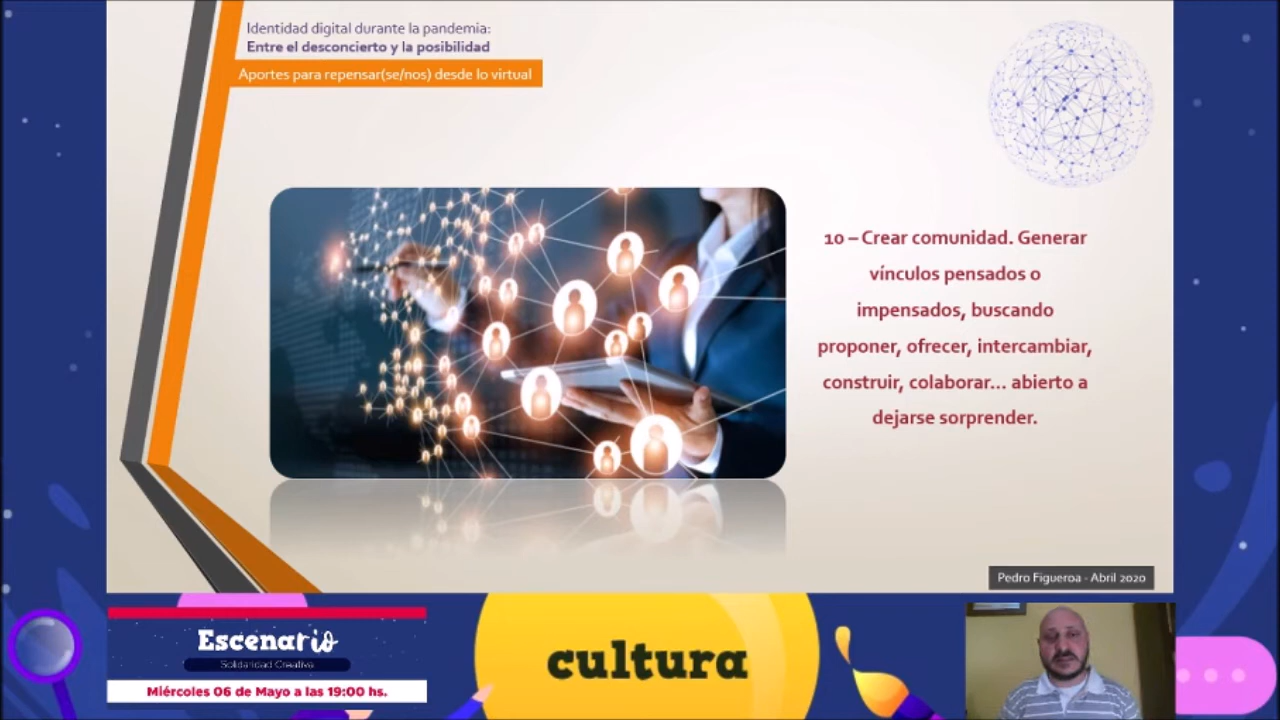 Identidad digital durante la pandemia:
Entre el desconcierto y la posibilidad
Aportes para repensar(se/nos) desde lo virtual
10 – Crear comunidad. Generar
vínculos pensados o
impensados, buscando
proponer, ofrecer, intercambiar,
construir, colaborar... abierto a
dejarse sorprender.
Pedro Figueroa - Abril 2020
Escenario
Solidaridad Creativa
Miércoles 06 de Mayo a las 19:00 hs.
cultura